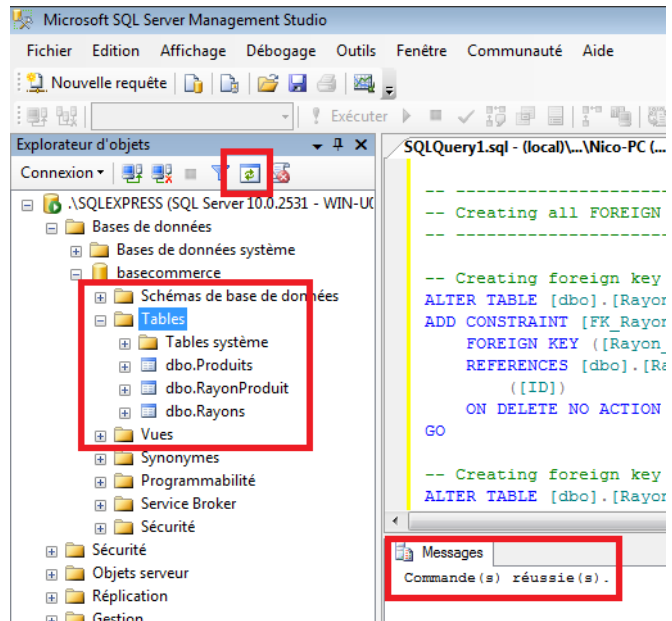 Microsoft SQL Server Management Studio
Fichier Edition Affichage Débogage Outils Fenêtre Communauté Aide
Nouvelle requête
Exécuter
Explorateur d'objets
SQLQuery1.sql - (local)\...\Nico-PC (...
Connexion
.\SQLEXPRESS (SQL Server 10.0.2531 - WIN-U
Bases de données
Bases de données système
basecommerce
Schémas de base de données
Tables
Tables système
dbo.Produits
dbo.RayonProduit
dbo.Rayons
Vues
Synonymes
Programmabilité
Service Broker
Sécurité
Sécurité
Objets serveur
Réplication
Gestion
-- --------------------
-- Creating all FOREIGN
-- --------------------
-- Creating foreign key
ALTER TABLE [dbo].[Rayon
ADD CONSTRAINT [FK_Rayon
FOREIGN KEY ([Rayon_
REFERENCES [dbo].[Ra
([ID])
ON DELETE NO ACTION
GO
-- Creating foreign key
ALTER TABLE [dbo].[Rayon
Messages
Commande(s) réussie(s).